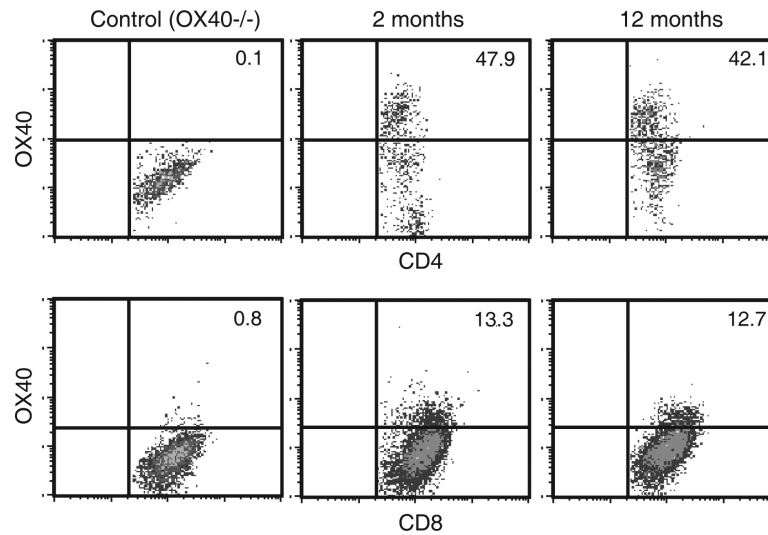 Control (OX40-/-) 2 months 12 months
0.1 47.9 42.1
OX40
CD4
0.8 13.3 12.7
OX40
CD8